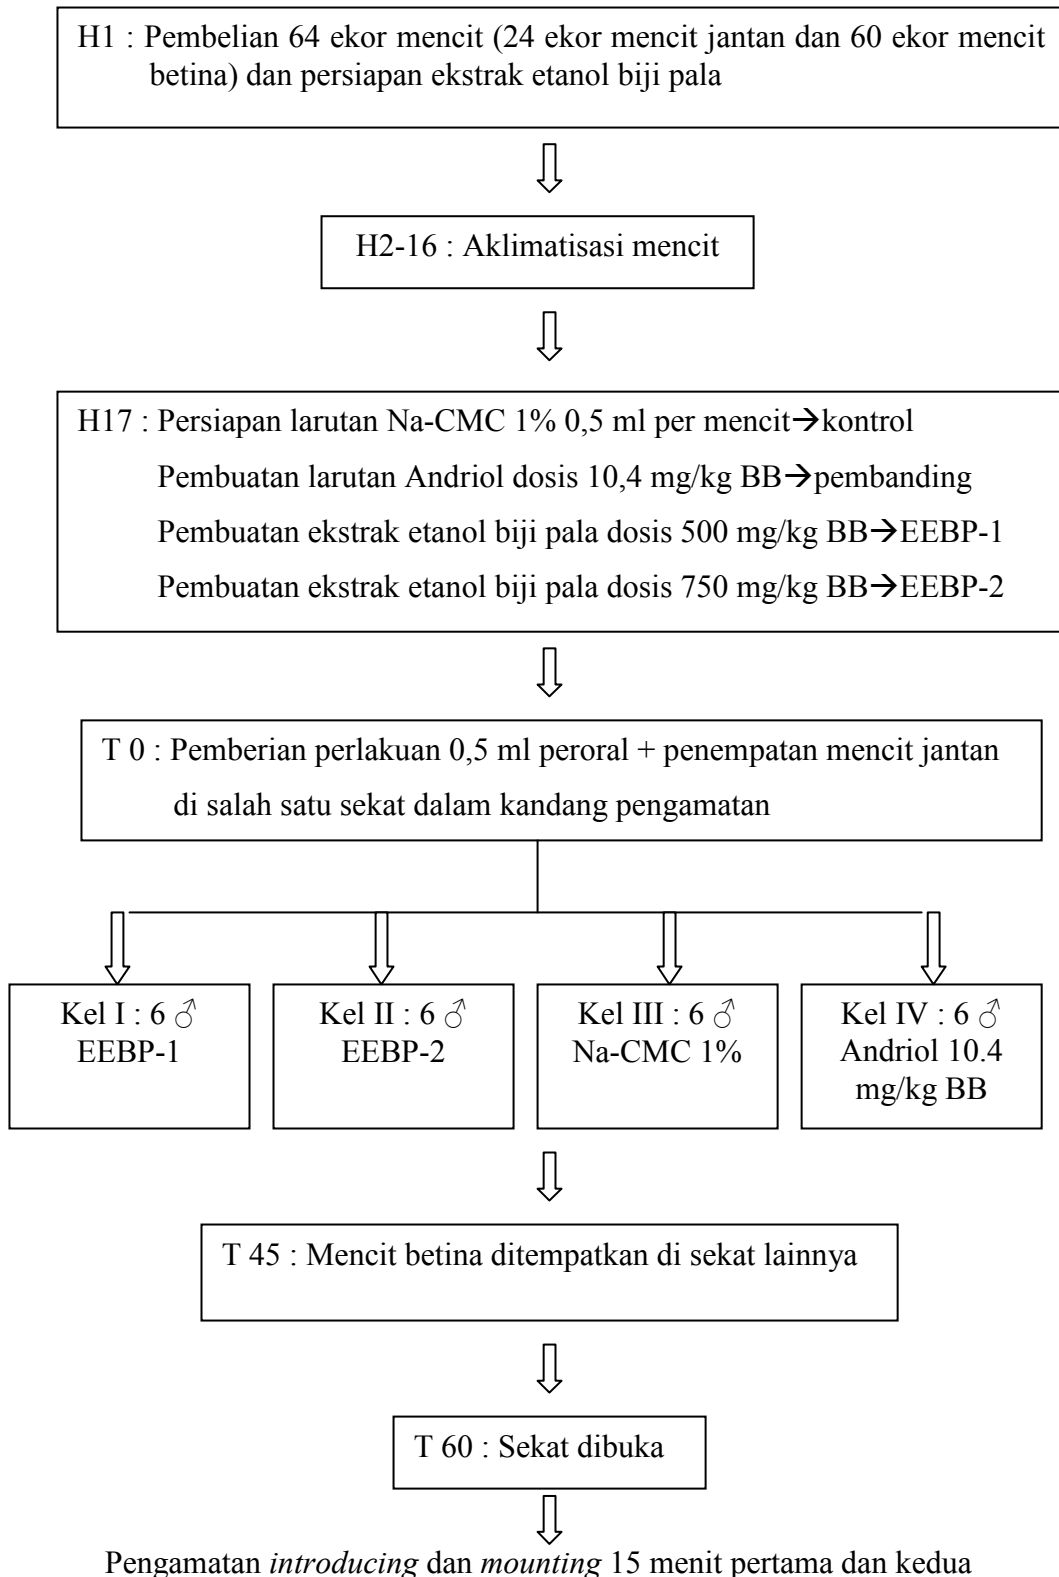 H1 : Pembelian 64 ekor mencit (24 ekor mencit jantan dan 60 ekor mencit
betina) dan persiapan ekstrak etanol biji pala
H2-16 : Aklimatisasi mencit
H17 : Persiapan larutan Na-CMC 1% 0,5 ml per mencit→kontrol
Pembuatan larutan Andriol dosis 10,4 mg/kg BB→pembanding
Pembuatan ekstrak etanol biji pala dosis 500 mg/kg BB→EEBP-1
Pembuatan ekstrak etanol biji pala dosis 750 mg/kg BB→EEBP-2
T 0 : Pemberian perlakuan 0,5 ml peroral + penempatan mencit jantan
di salah satu sekat dalam kandang pengamatan
Kel I : 6 ♂
EEBP-1
Kel II : 6 ♂
EEBP-2
Kel III : 6 ♂
Na-CMC 1%
Kel IV : 6 ♂
Andriol 10.4
mg/kg BB
T 45 : Mencit betina ditempatkan di sekat lainnya
T 60 : Sekat dibuka
Pengamatan introducing dan mounting 15 menit pertama dan kedua